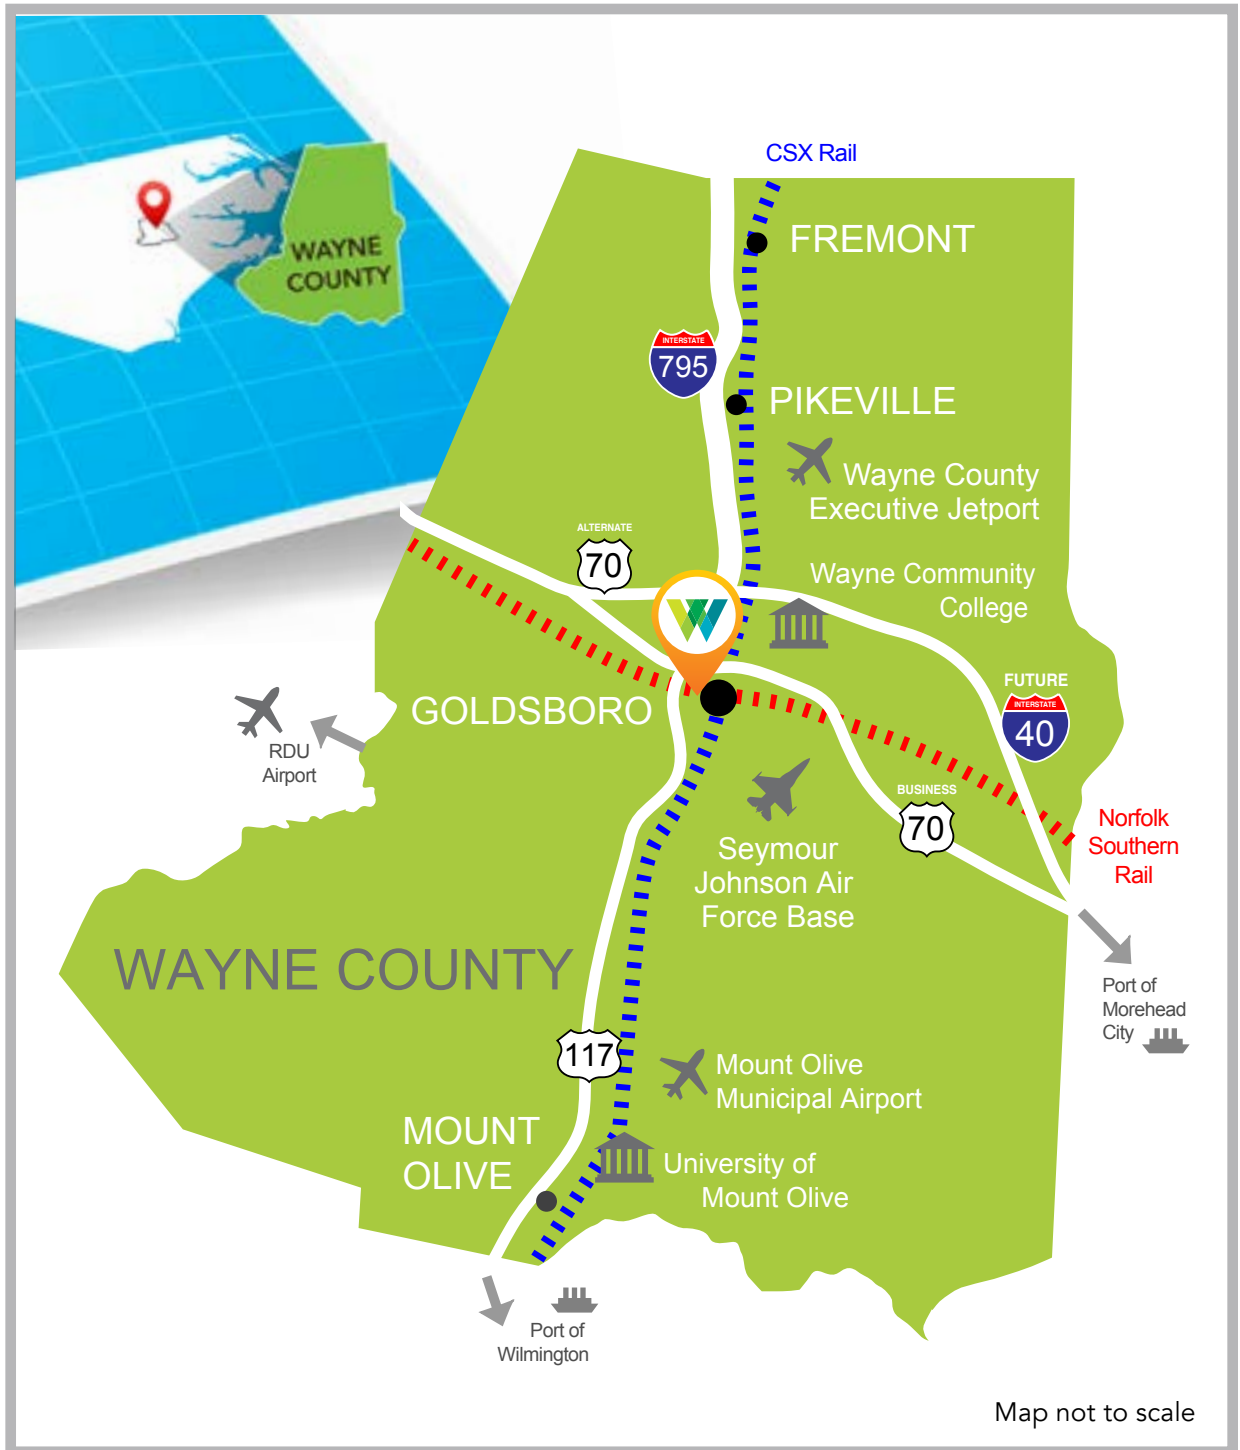 WAYNE
COUNTY
CSX Rail
FREMONT
INTERSTATE
795
PIKEVILLE
Wayne County
Executive Jetport
ALTERNATE
70
Wayne Community
College
W
FUTURE
INTERSTATE
40
GOLDSBORO
RDU
Airport
BUSINESS
70
Norfolk
Southern
Rail
Seymour
Johnson Air
Force Base
WAYNE COUNTY
Port of
Morehead
City
117
Mount Olive
Municipal Airport
MOUNT
OLIVE
University of
Mount Olive
Port of
Wilmington
Map not to scale